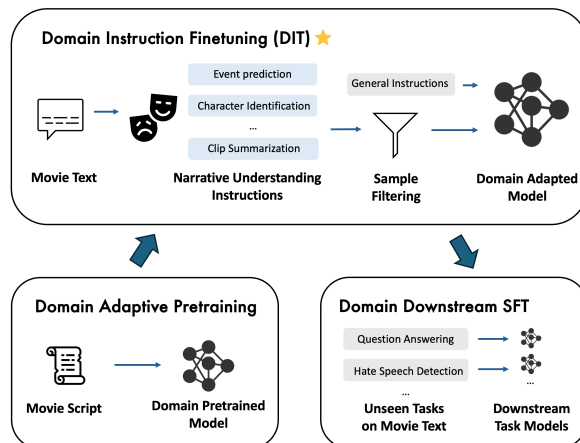 Domain Instruction Finetuning (DIT)
Event prediction
Character Identification
...
Clip Summarization
General Instructions
Movie Text
Narrative Understanding
Instructions
Sample
Filtering
Domain Adapted
Model
Domain Adaptive Pretraining
Movie Script
Domain Pretrained
Model
Domain Downstream SFT
Question Answering
Hate Speech Detection
...
...
Unseen Tasks
on Movie Text
Downstream
Task Models